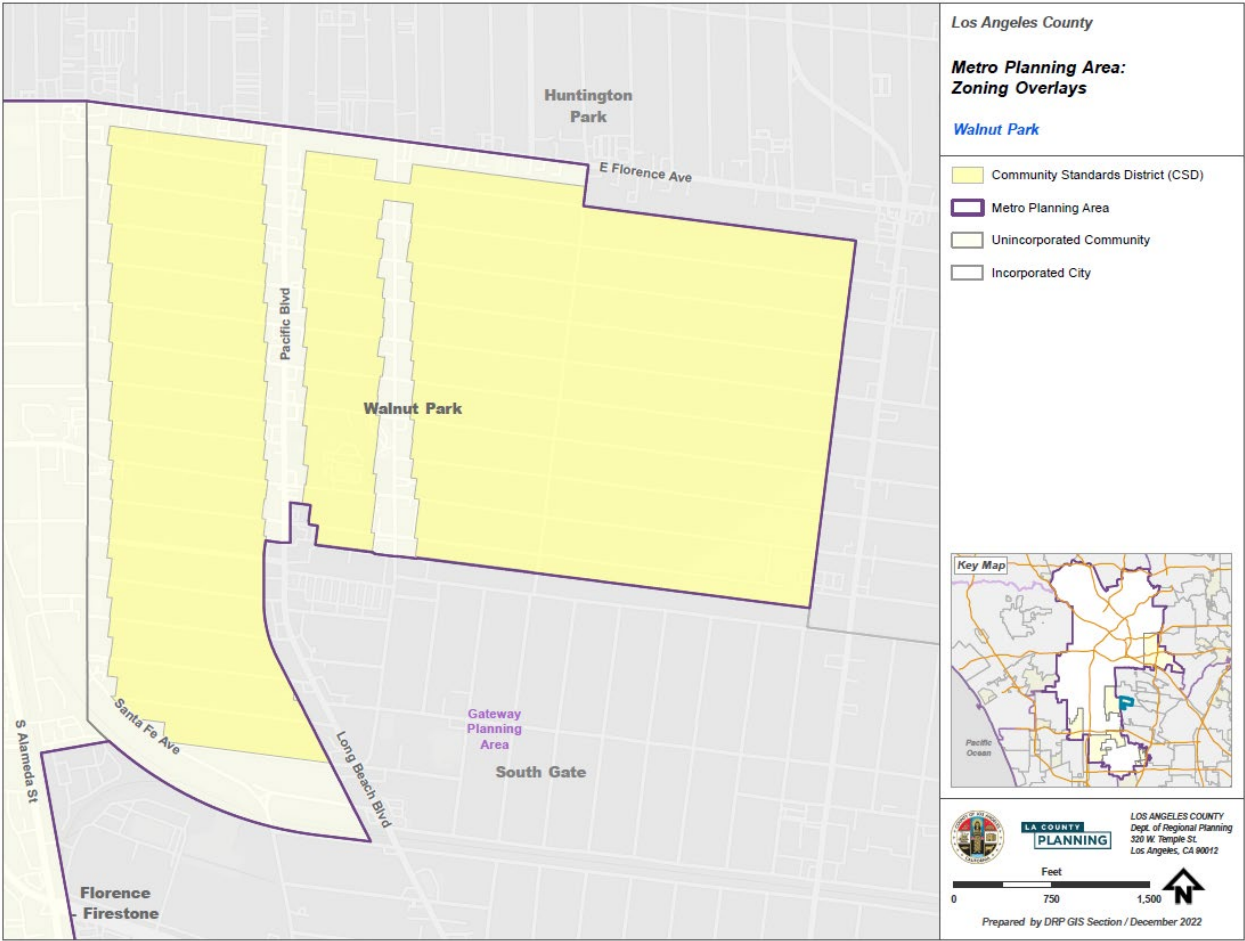 Huntington
Park
E Florence Ave
Pacific Blvd
Walnut Park
Santa Fe Ave
Long Beach Blvd
S Alameda St
Gateway
Planning
Area
South Gate
Florence
- Firestone
Los Angeles County
Metro Planning Area:
Zoning Overlays
Walnut Park
Community Standards District (CSD)
Metro Planning Area
Unincorporated Community
Incorporated City
Key Map
Pacific
Ocean
LA COUNTY
PLANNING
LOS ANGELES COUNTY
Dept. of Regional Planning
320 W. Temple St.
Los Angeles, CA 90012
Feet
0 750 1,500
N
Prepared by DRP GIS Section / December 2022